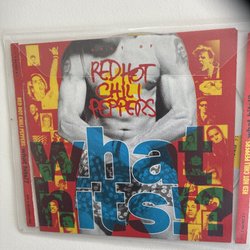 RED HOT
CHILI
PEPPERS
what
hits!?
RED HOT CHILI PEPPERS
RED HOT CHILI PEPPERS